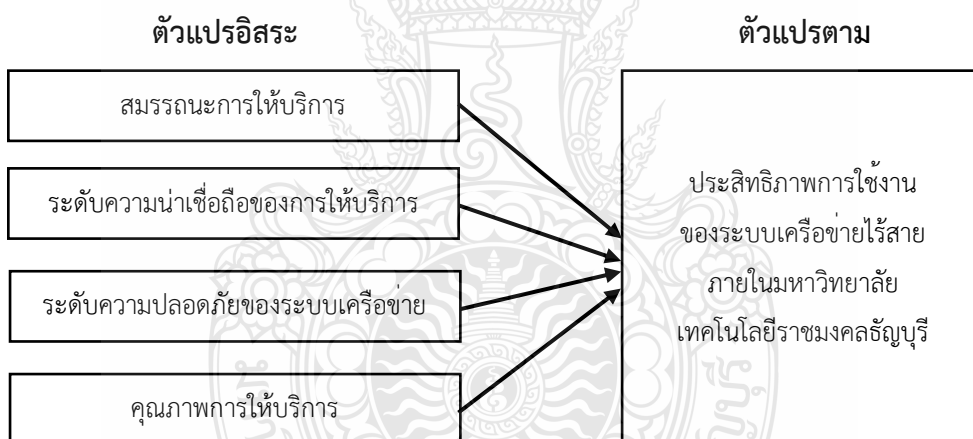 ตัวแปรอิสระ
ตัวแปรตาม
สมรรถนะการให้บริการ
ระดับความน่าเชื่อถือของการให้บริการ
ระดับความปลอดภัยของระบบเครือข่าย
คุณภาพการให้บริการ
ประสิทธิภาพการใช้งาน
ของระบบเครือข่ายไร้สาย
ภายในมหาวิทยาลัย
เทคโนโลยีราชมงคลธัญบุรี